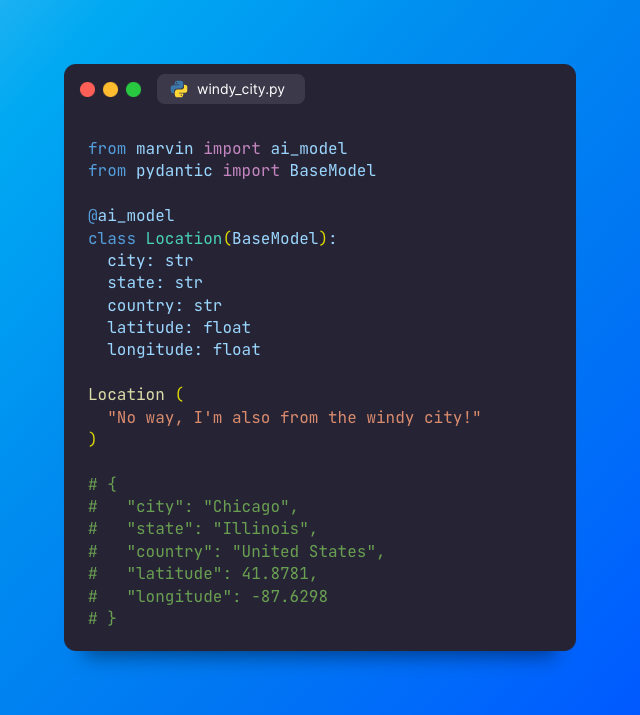 windy_city.py
from marvin import ai_model
from pydantic import BaseModel
@ai_model
class Location(BaseModel):
  city: str
  state: str
  country: str
  latitude: float
  longitude: float
Location (
  "No way, I'm also from the windy city!"
)
# {
#   "city": "Chicago",
#   "state": "Illinois",
#   "country": "United States",
#   "latitude": 41.8781,
#   "longitude": -87.6298
# }